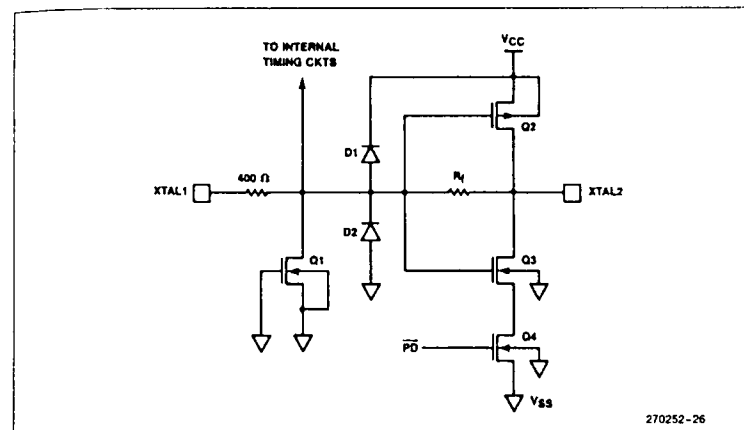 VCC
TO INTERNAL
TIMING CKTS
Q2
D1
400 Ω
Rf
XTAL1
XTAL2
D2
Q1
Q3
PD
Q4
VSS
270252-26